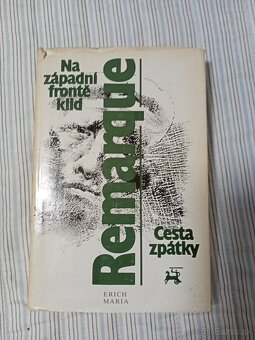 Na
západní
frontě
klid
Remarque
Cesta
zpátky
ERICH
MARIA